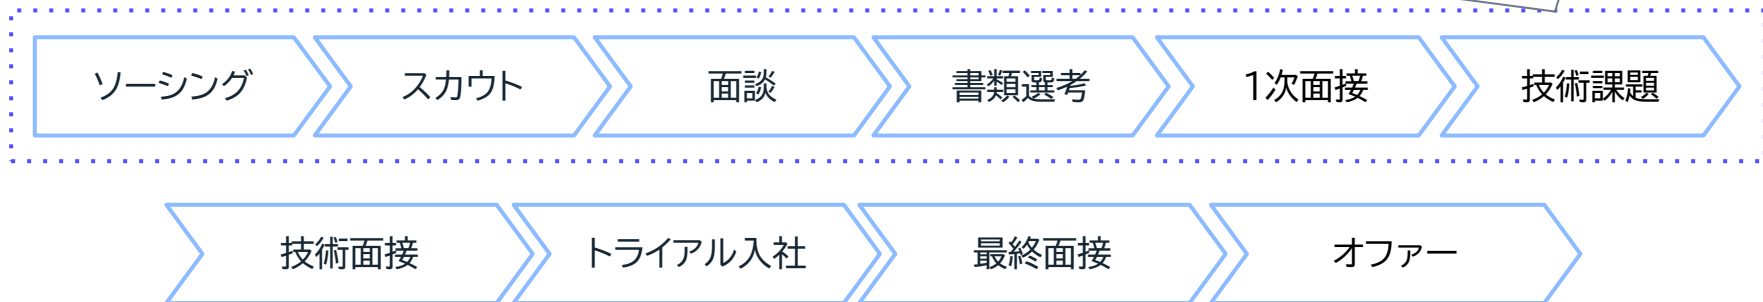 ソーシング スカウト 面談 書類選考 1次面接 技術課題
技術面接 トライアル入社 最終面接 オファー